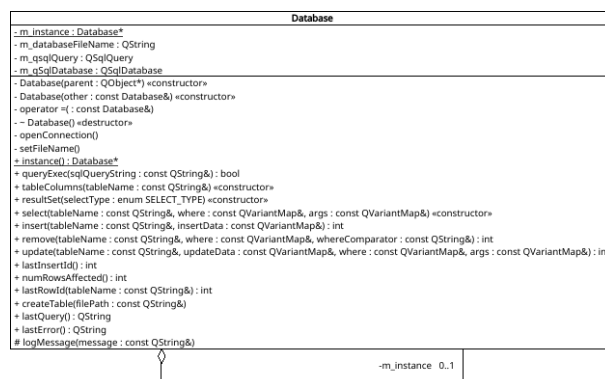 Database
- m_instance : Database*
- m_databaseFileName : QString
- m_qsqlQuery : QSqlQuery
- m_qSqlDatabase : QSqlDatabase
- Database(parent : QObject*) «constructor»
- Database(other : const Database&) «constructor»
- operator =( : const Database&)
- ~ Database() «destructor»
- openConnection()
- setFileName()
+ instance() : Database*
+ queryExec(sqlQueryString : const QString&) : bool
+ tableColumns(tableName : const QString&) «constructor»
+ resultSet(selectType : enum SELECT_TYPE) «constructor»
+ select(tableName : const QString&, where : const QVariantMap&, args : const QVariantMap&) «constructor»
+ insert(tableName : const QString&, insertData : const QVariantMap&) : int
+ remove(tableName : const QString&, where : const QVariantMap, whereComparator : const QString&) : int
+ update(tableName : const QString&, updateData : const QVariantMap&, where : const QVariantMap&, args : const QVariantMap&) : in
+ lastInsertId() : int
+ numRowsAffected() : int
+ lastRowId(tableName : const QString&) : int
+ createTable(filePath : const QString&)
+ lastQuery() : QString
+ lastError() : QString
# logMessage(message : const QString&)
-m_instance 0..1